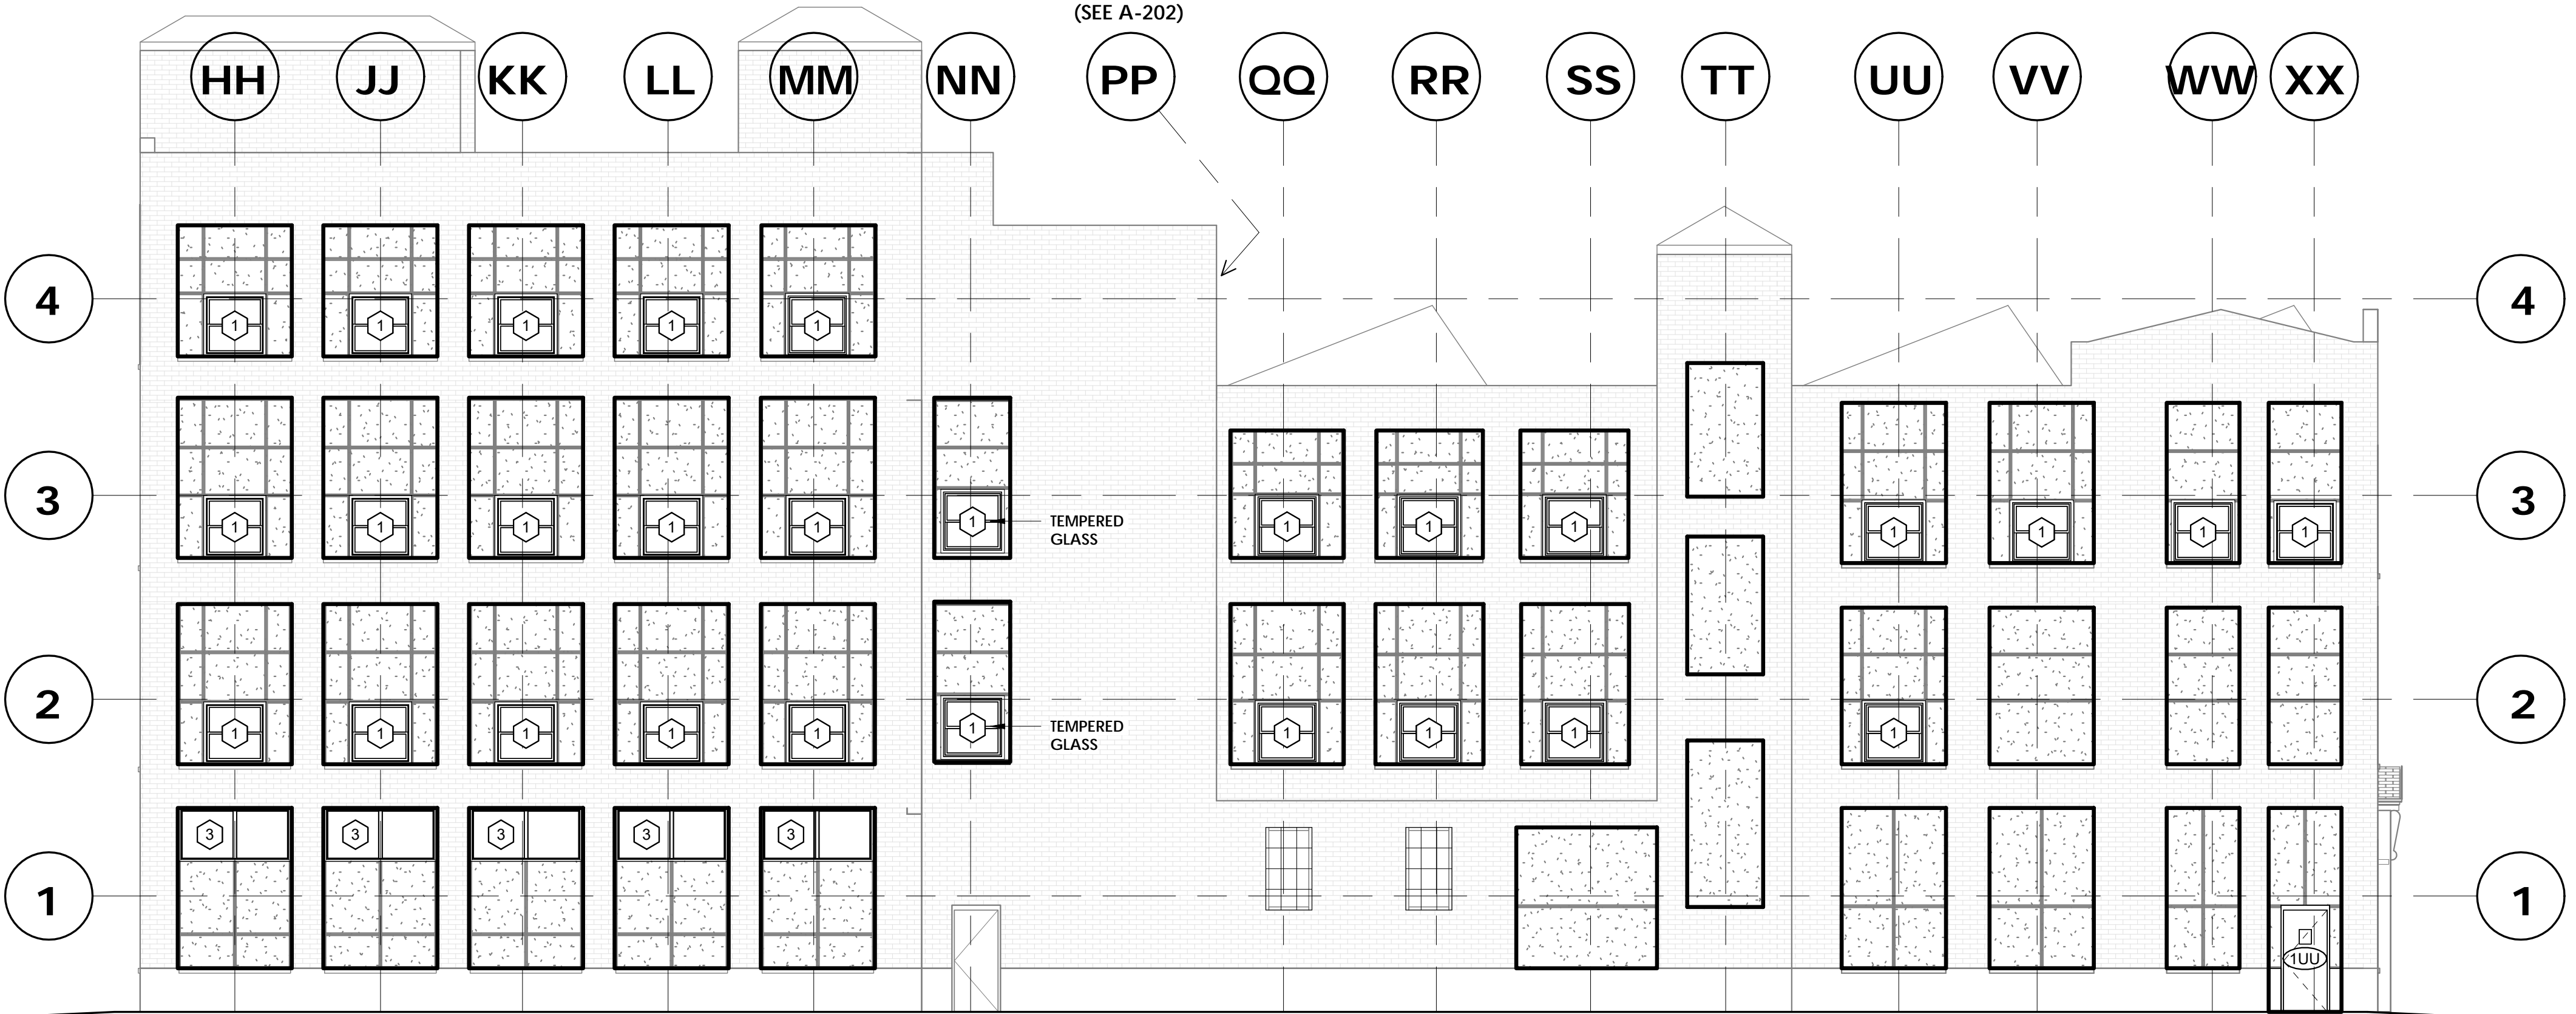 (SEE A-202)
HH JJ KK LL MM NN PP QQ RR SS TT UU VV WW XX
4 4
1 1 1 1 1
3 3
1 1 1 1 1 1 1 1 1 1 1 1 1
TEMPERED
GLASS
2 2
1 1 1 1 1 1 1 1 1 1
TEMPERED
GLASS
3 3 3 3 3
1 1
1UU